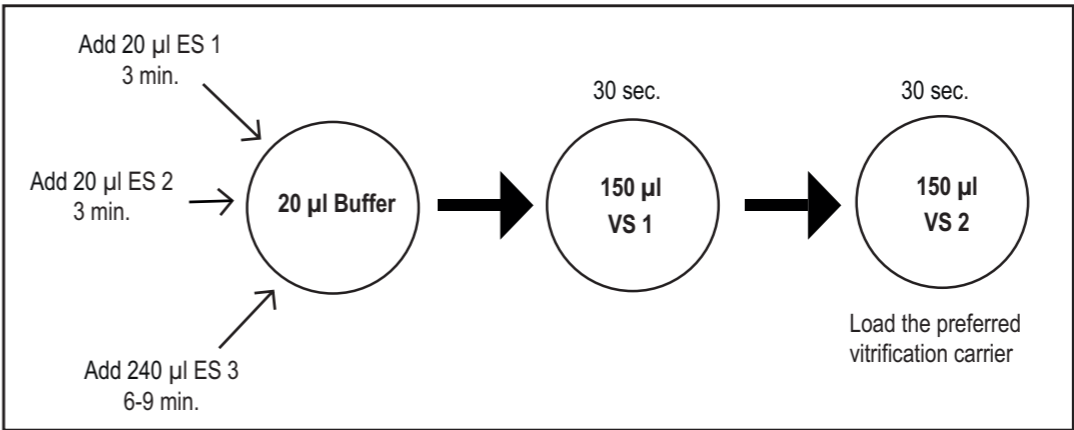 Add 20 µl ES 1
3 min.
Add 20 µl ES 2
3 min.
Add 240 µl ES 3
6-9 min.
20 µl Buffer
30 sec.
150 µl
VS 1
30 sec.
150 µl
VS 2
Load the preferred
vitrification carrier